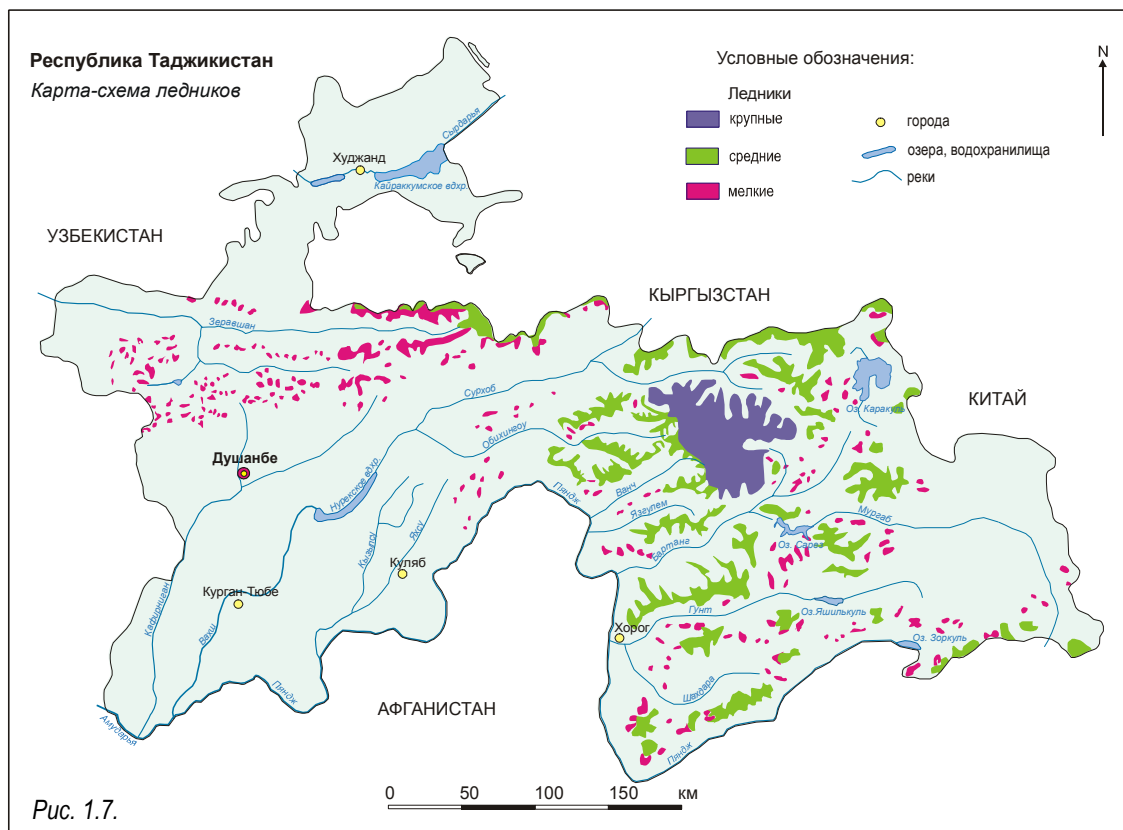 Республика Таджикистан
Карта-схема ледников
Условные обозначения:
Ледники
крупные
средние
мелкие
города
озера, водохранилища
реки
N
Сырдарья
Худжанд
Кайраккумское вдхр.
УЗБЕКИСТАН
КЫРГЫЗСТАН
Зеравшан
Сурхоб
Оз. Каракуль
КИТАЙ
Обихингоу
Душанбе
Нурекское вдхр.
Пяндж
Ванч
Язгулем
Мургаб
Бартанг
Оз. Сарез
Кызылсу
Яхсу
Куляб
Кафирниган
Курган-Тюбе
Вахш
Гунт
Оз.Яшилькуль
Хорог
Оз. Зоркуль
Шахдара
Пяндж
АФГАНИСТАН
Амударья
Пяндж
0 50 100 150 км
Рис. 1.7.